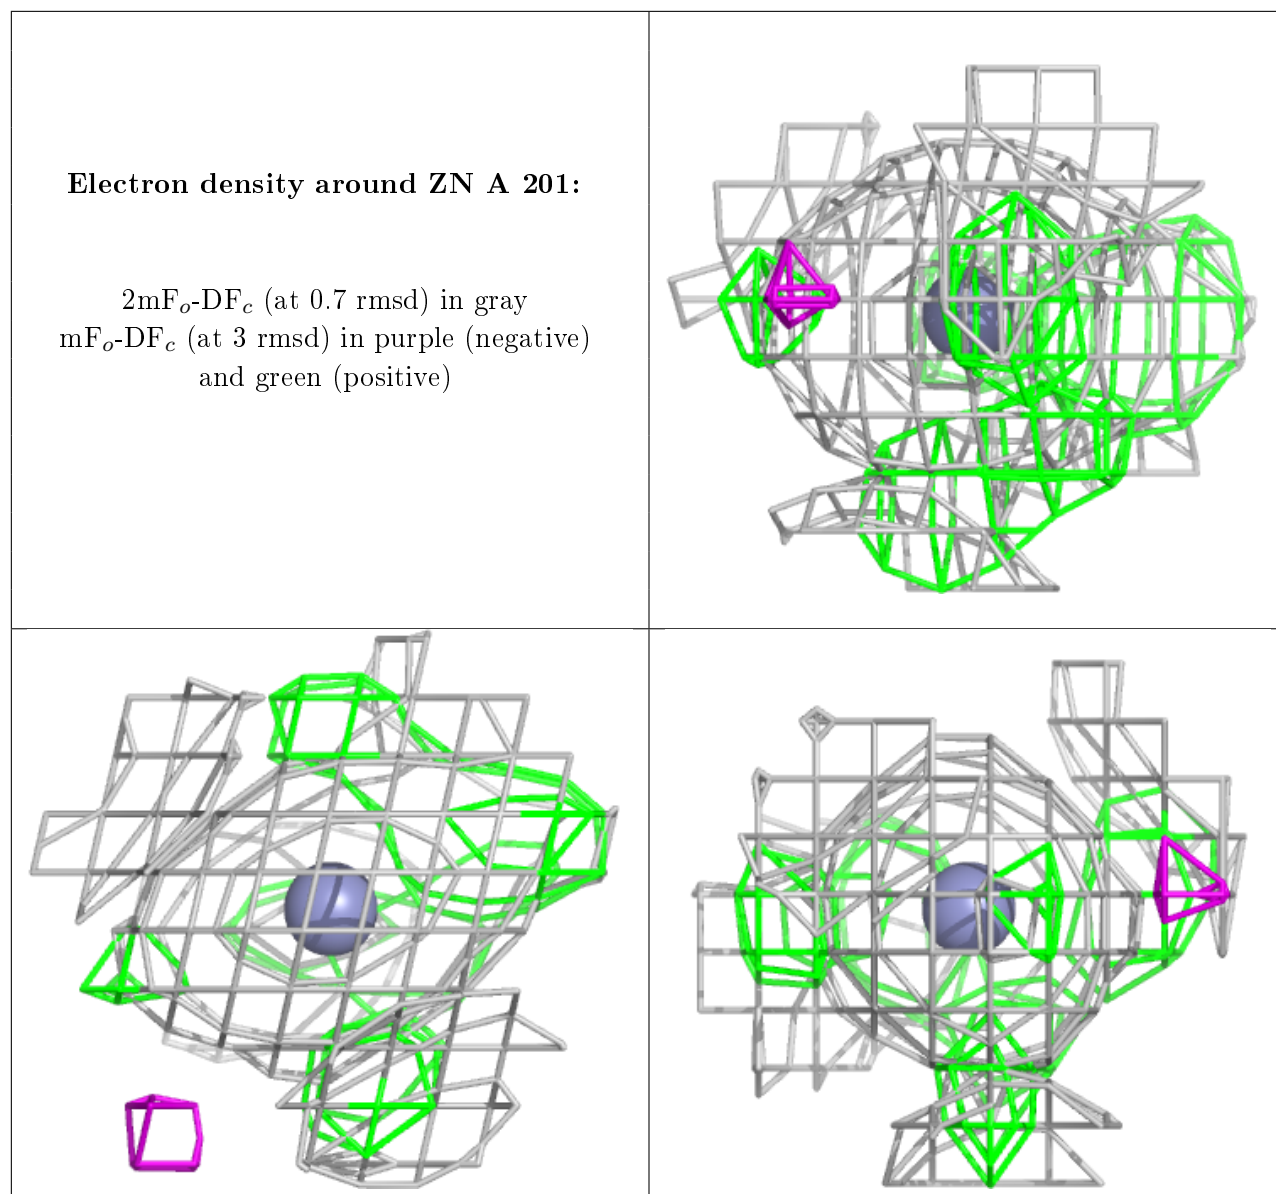 Electron density around ZN A 201:
2mFₒ-DF𝒸 (at 0.7 rmsd) in gray
mFₒ-DF𝒸 (at 3 rmsd) in purple (negative)
and green (positive)